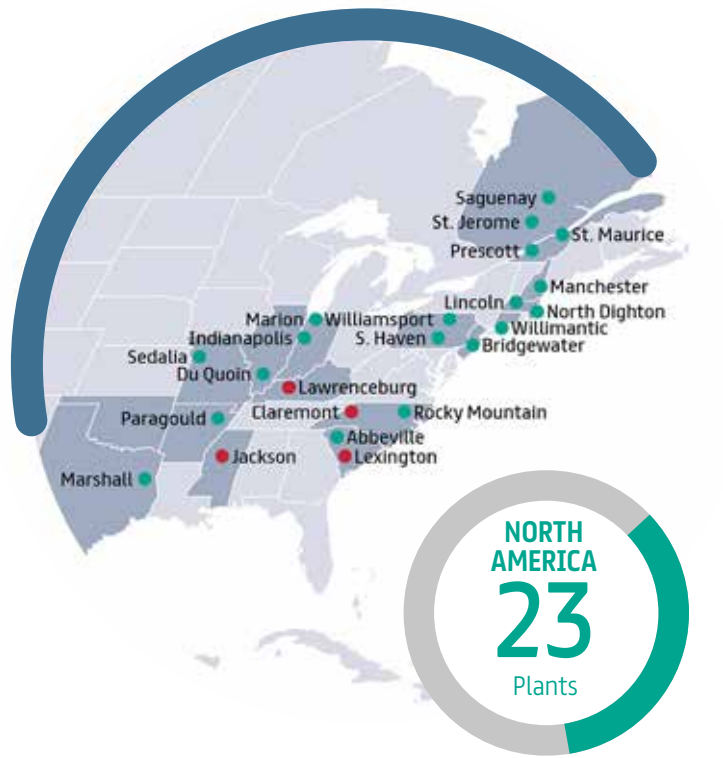 Saguenay
St. Jerome
St. Maurice
Prescott
Manchester
Lincoln
North Dighton
Marion
Williamsport
Willimantic
Indianapolis
S. Haven
Bridgewater
Sedalia
Du Quoin
Lawrenceburg
Claremont
Rocky Mountain
Paragould
Abbeville
Jackson
Lexington
Marshall
NORTH
AMERICA
23
Plants